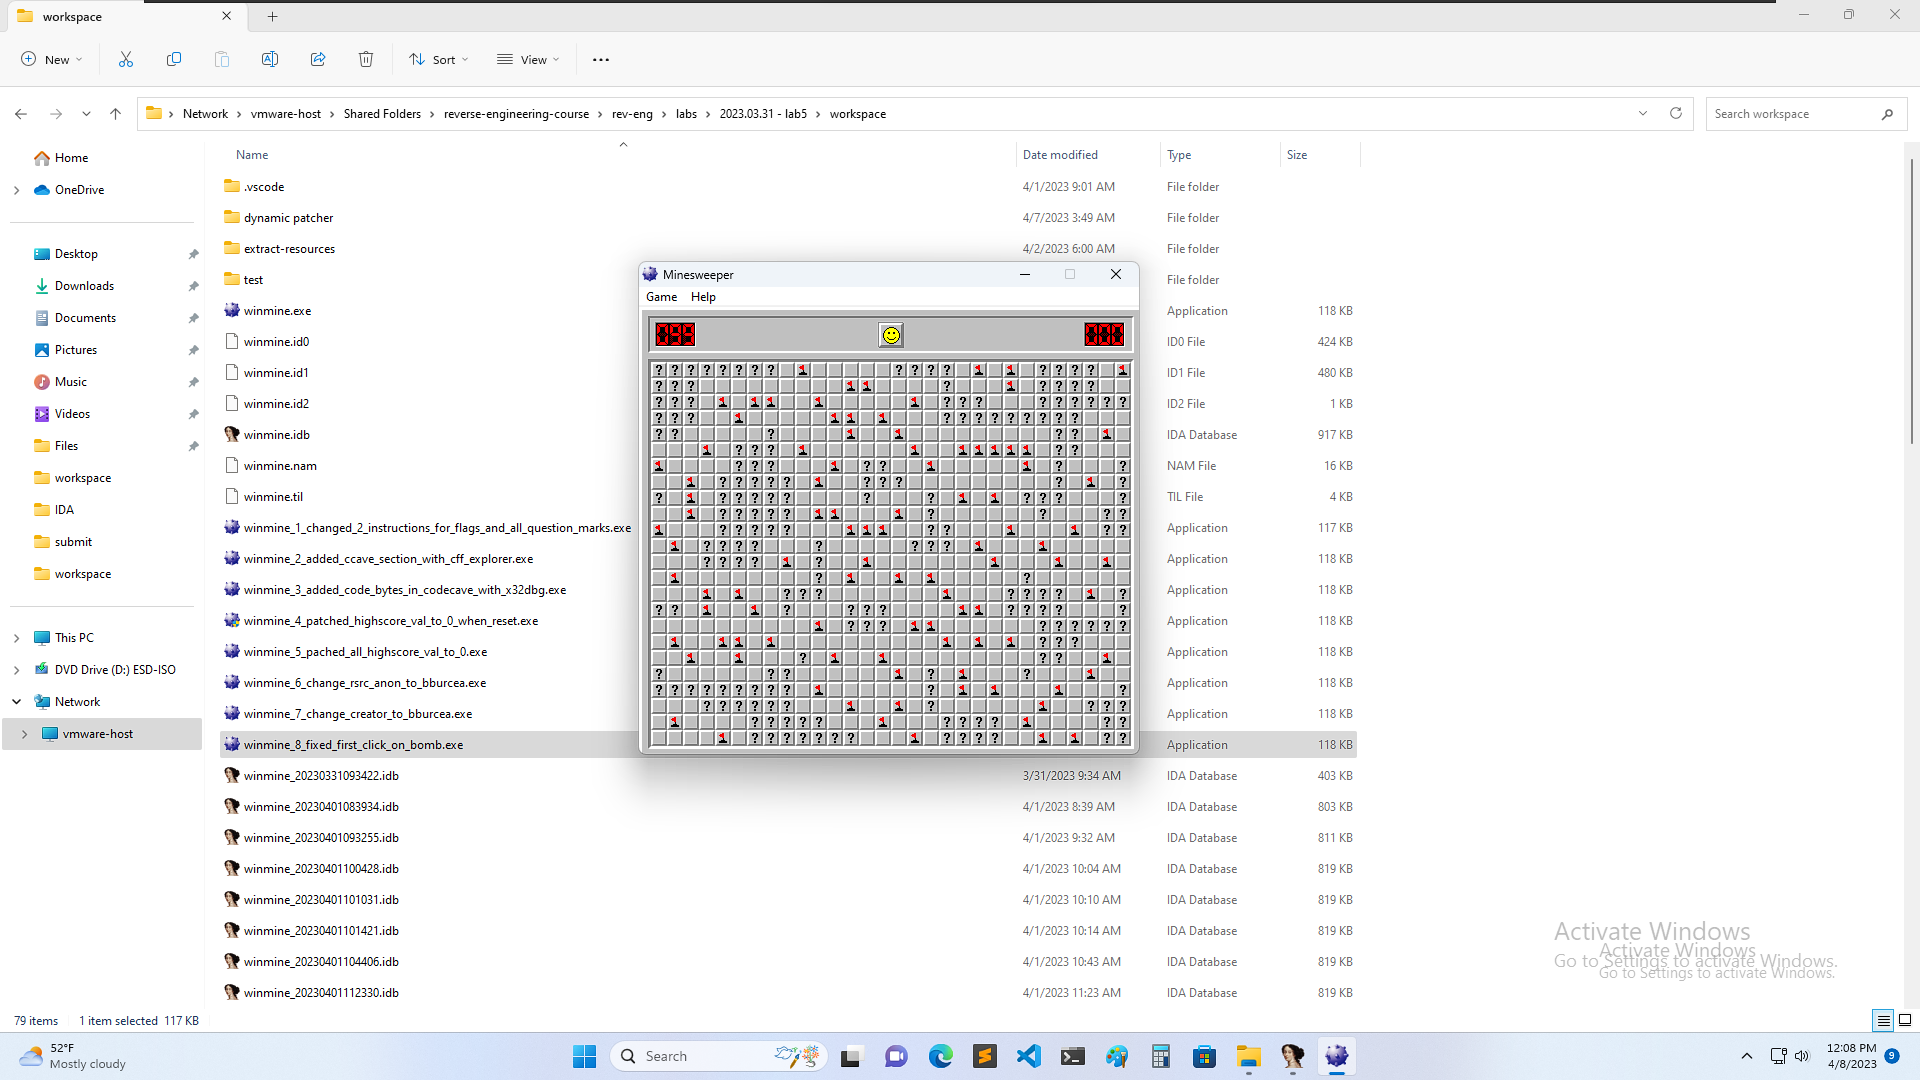 workspace
New
Sort
View
Network > vmware-host > Shared Folders > reverse-engineering-course > rev-eng > labs > 2023.03.31 - lab5 > workspace
Search workspace
Name Date modified Type Size
Home
OneDrive
Desktop
Downloads
Documents
Pictures
Music
Videos
Files
workspace
IDA
submit
workspace
This PC
DVD Drive (D:) ESD-ISO
Network
vmware-host
.vscode 4/1/2023 9:01 AM File folder
dynamic patcher 4/7/2023 3:49 AM File folder
extract-resources 4/2/2023 6:00 AM File folder
test File folder
winmine.exe Application 118 KB
winmine.id0 ID0 File 424 KB
winmine.id1 ID1 File 480 KB
winmine.id2 ID2 File 1 KB
winmine.idb IDA Database 917 KB
winmine.nam NAM File 16 KB
winmine.til TIL File 4 KB
winmine_1_changed_2_instructions_for_flags_and_all_question_marks.exe Application 117 KB
winmine_2_added_ccave_section_with_cff_explorer.exe Application 118 KB
winmine_3_added_code_bytes_in_codecave_with_x32dbg.exe Application 118 KB
winmine_4_patched_highscore_val_to_0_when_reset.exe Application 118 KB
winmine_5_pached_all_highscore_val_to_0.exe Application 118 KB
winmine_6_change_rsrc_anon_to_bburcea.exe Application 118 KB
winmine_7_change_creator_to_bburcea.exe Application 118 KB
winmine_8_fixed_first_click_on_bomb.exe Application 118 KB
winmine_20230331093422.idb 3/31/2023 9:34 AM IDA Database 403 KB
winmine_20230401083934.idb 4/1/2023 8:39 AM IDA Database 803 KB
winmine_20230401093255.idb 4/1/2023 9:32 AM IDA Database 811 KB
winmine_20230401100428.idb 4/1/2023 10:04 AM IDA Database 819 KB
winmine_20230401101031.idb 4/1/2023 10:10 AM IDA Database 819 KB
winmine_20230401101421.idb 4/1/2023 10:14 AM IDA Database 819 KB
winmine_20230401104406.idb 4/1/2023 10:43 AM IDA Database 819 KB
winmine_20230401112330.idb 4/1/2023 11:23 AM IDA Database 819 KB
Minesweeper
Game Help
Activate Windows
Go to Settings to activate Windows.
Activate Windows
Go to Settings to activate Windows.
79 items 1 item selected 117 KB
52°F
Mostly cloudy
Search
12:08 PM
4/8/2023
9